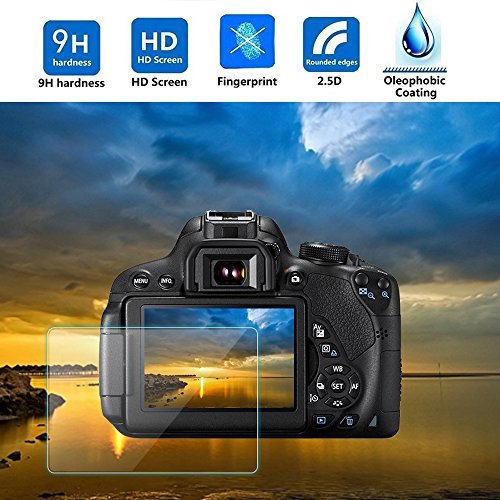 9H
hardness
9H hardness
HD
HD Screen
HD Screen
Fingerprint
Rounded edges
2.5D
Oleophobic
Coating
MENU
INFO.
Av
Q
WB
SET
AF